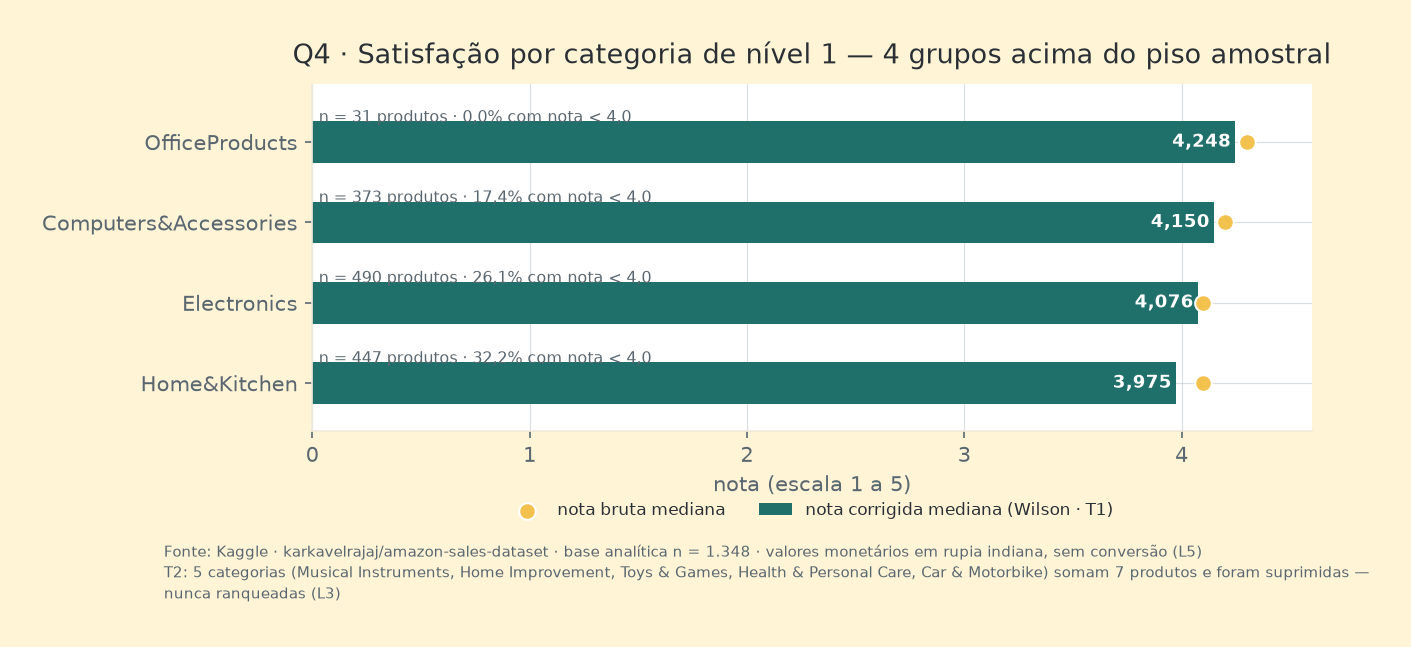 Q4 · Satisfação por categoria de nível 1 — 4 grupos acima do piso amostral
n = 31 produtos · 0.0% com nota < 4.0
OfficeProducts
4,248
n = 373 produtos · 17.4% com nota < 4.0
Computers&Accessories
4,150
n = 490 produtos · 26.1% com nota < 4.0
Electronics
4,076
n = 447 produtos · 32.2% com nota < 4.0
Home&Kitchen
3,975
0 1 2 3 4
nota (escala 1 a 5)
nota bruta mediana nota corrigida mediana (Wilson · T1)
Fonte: Kaggle · karkavelrajaj/amazon-sales-dataset · base analítica n = 1.348 · valores monetários em rupia indiana, sem conversão (L5)
T2: 5 categorias (Musical Instruments, Home Improvement, Toys & Games, Health & Personal Care, Car & Motorbike) somam 7 produtos e foram suprimidas —
nunca ranqueadas (L3)